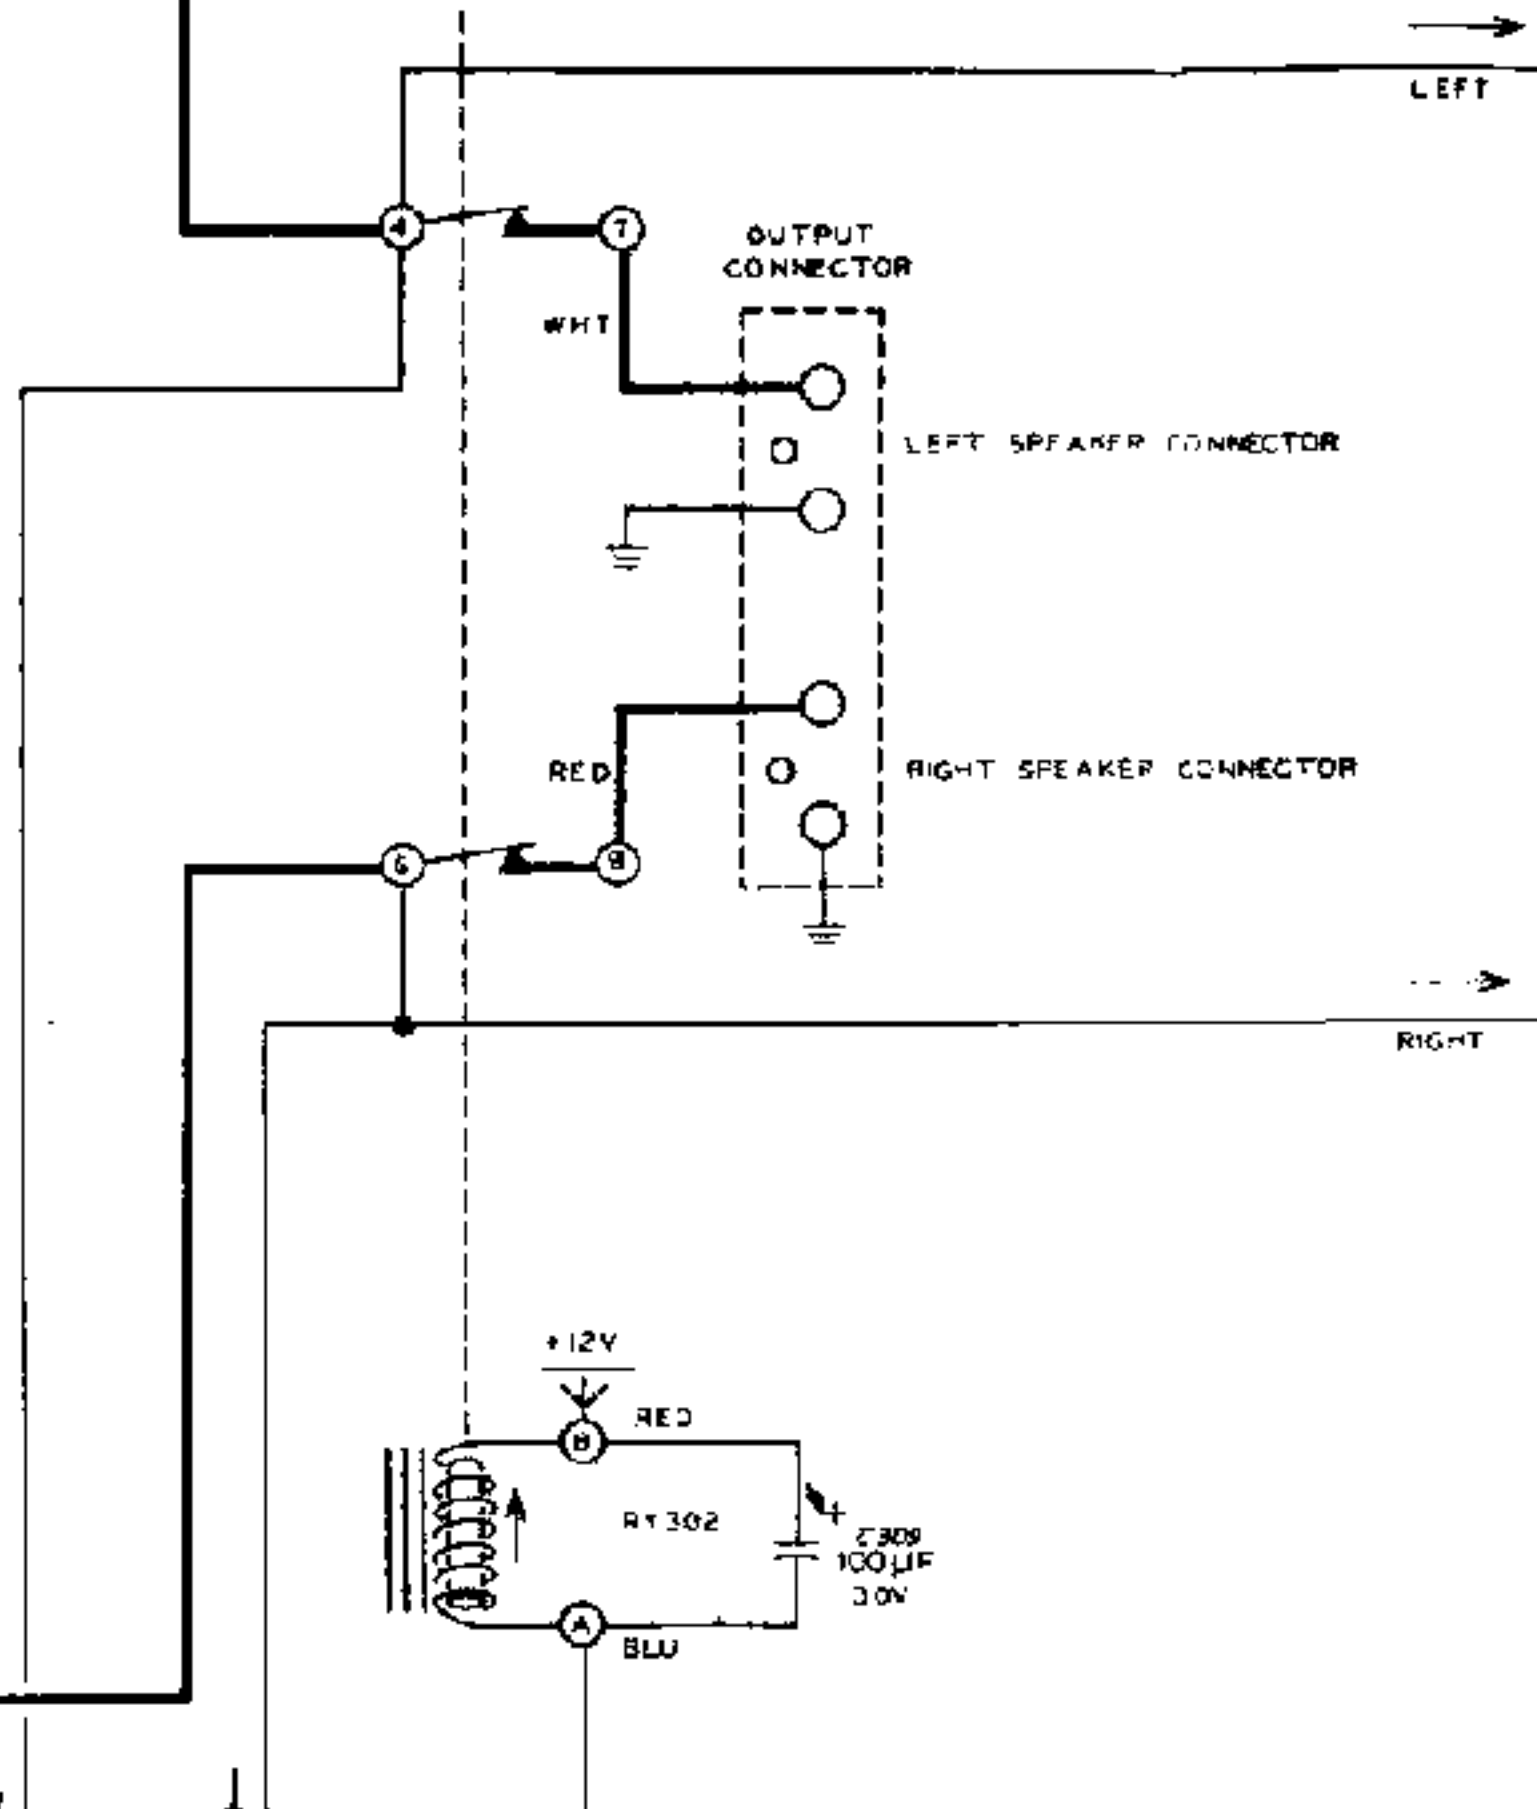 LEFT
4
7
OUTPUT
CONNECTOR
WHT
LEFT SPEAKER CONNECTOR
RED
RIGHT SPEAKER CONNECTOR
6
RIGHT
+12V
RED
B
RY302
C309
100µF
BLU
A